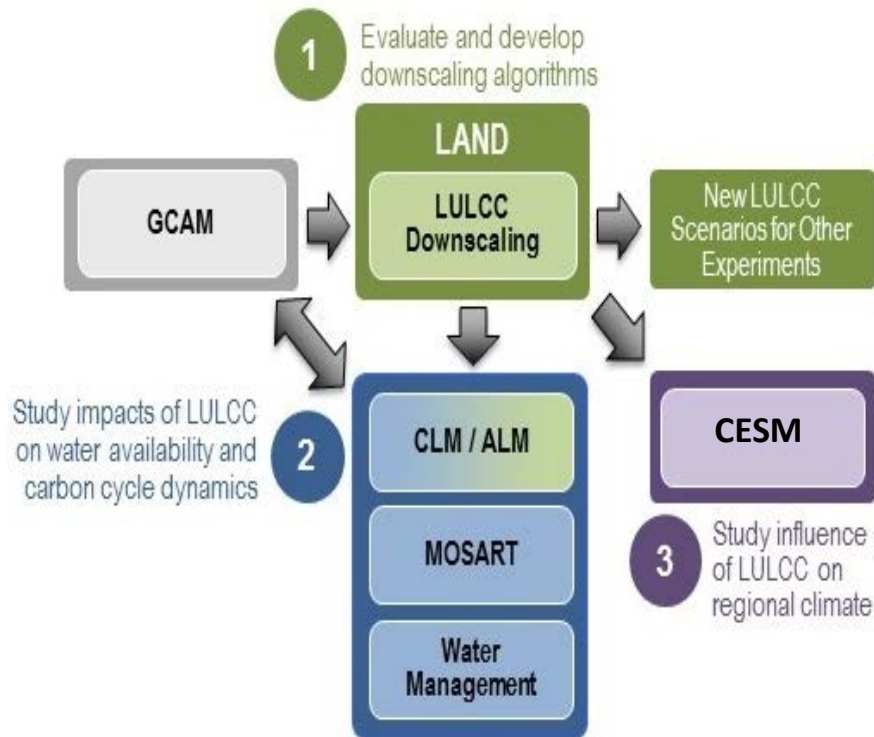 1
Evaluate and develop
downscaling algorithms
LAND
GCAM
LULCC
Downscaling
New LULCC
Scenarios for Other
Experiments
Study impacts of LULCC
on water availability and
carbon cycle dynamics
2
CLM / ALM
MOSART
Water
Management
CESM
3
Study influence
of LULCC on
regional climate